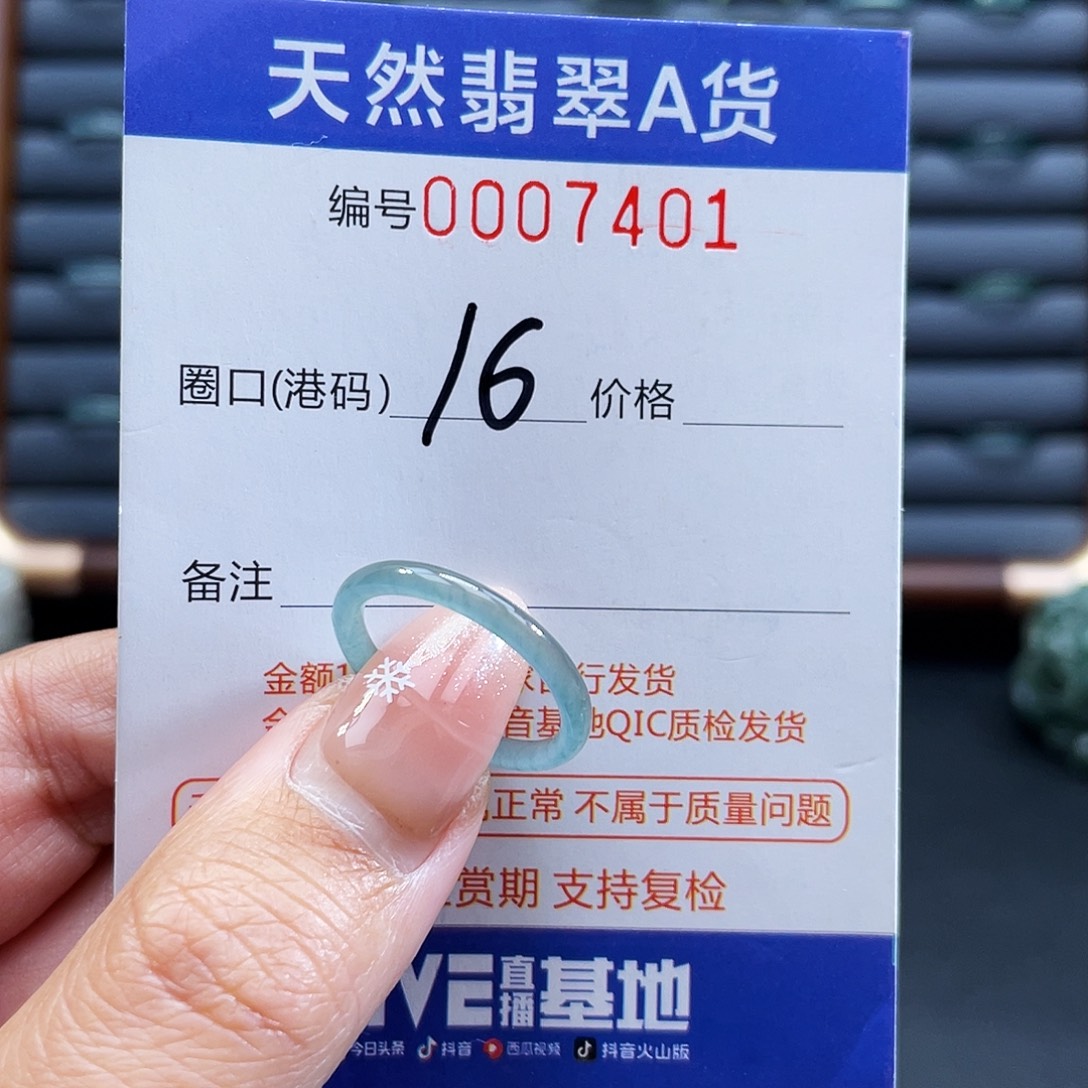 天然翡翠A货
编号0007401
圈口(港码) 16 价格
备注
金额1 行发货
音基地QIC质检发货
正常 不属于质量问题
赏期 支持复检
VE直播基地
今日头条 抖音 西瓜视频 抖音火山版